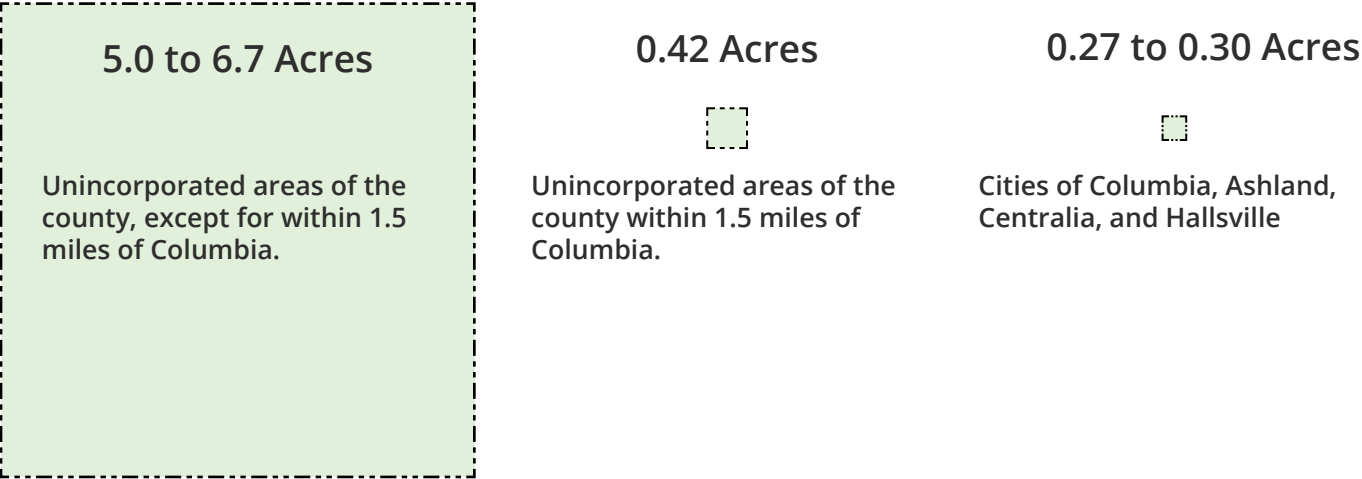 5.0 to 6.7 Acres
Unincorporated areas of the
county, except for within 1.5
miles of Columbia.
0.42 Acres
Unincorporated areas of the
county within 1.5 miles of
Columbia.
0.27 to 0.30 Acres
Cities of Columbia, Ashland,
Centralia, and Hallsville